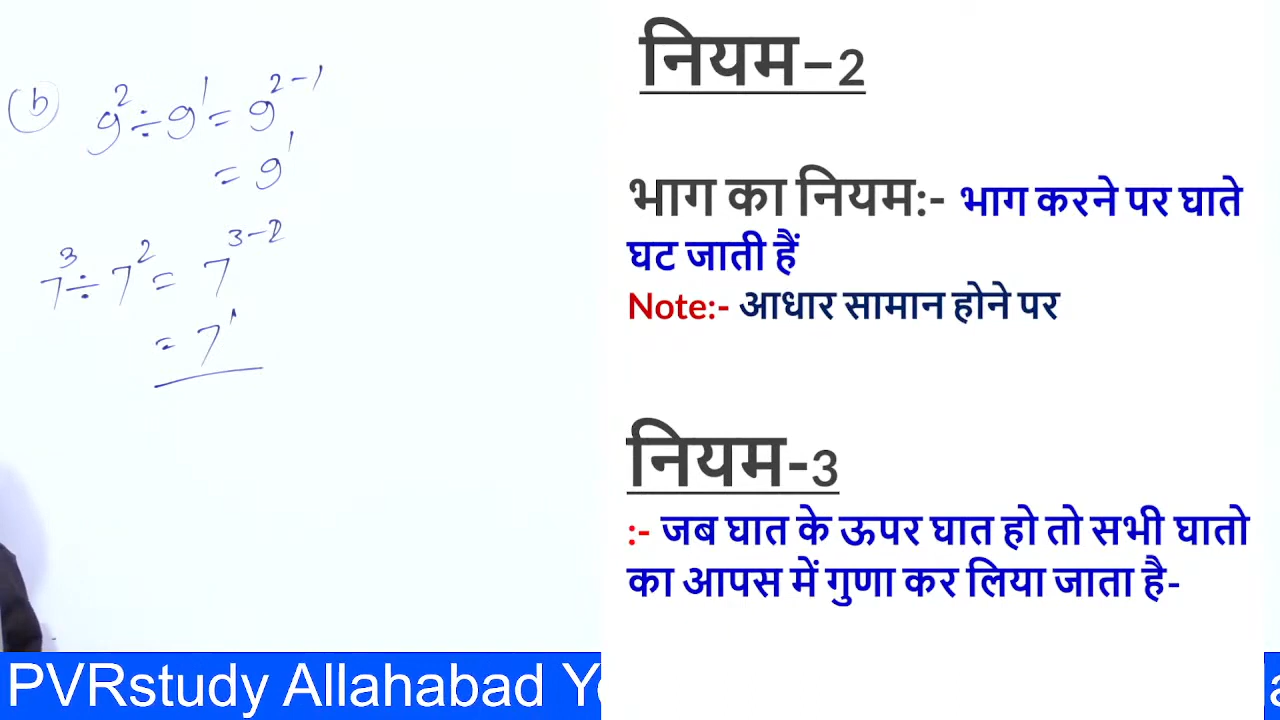 (b) 9² ÷ 9¹ = 9²⁻¹
= 9¹
7³ ÷ 7² = 7³⁻²
= 7¹
नियम–2
भाग का नियम:- भाग करने पर घाते
घट जाती हैं
Note:- आधार सामान होने पर
नियम-3
:- जब घात के ऊपर घात हो तो सभी घातो
का आपस में गुणा कर लिया जाता है-
PVRstudy Allahabad